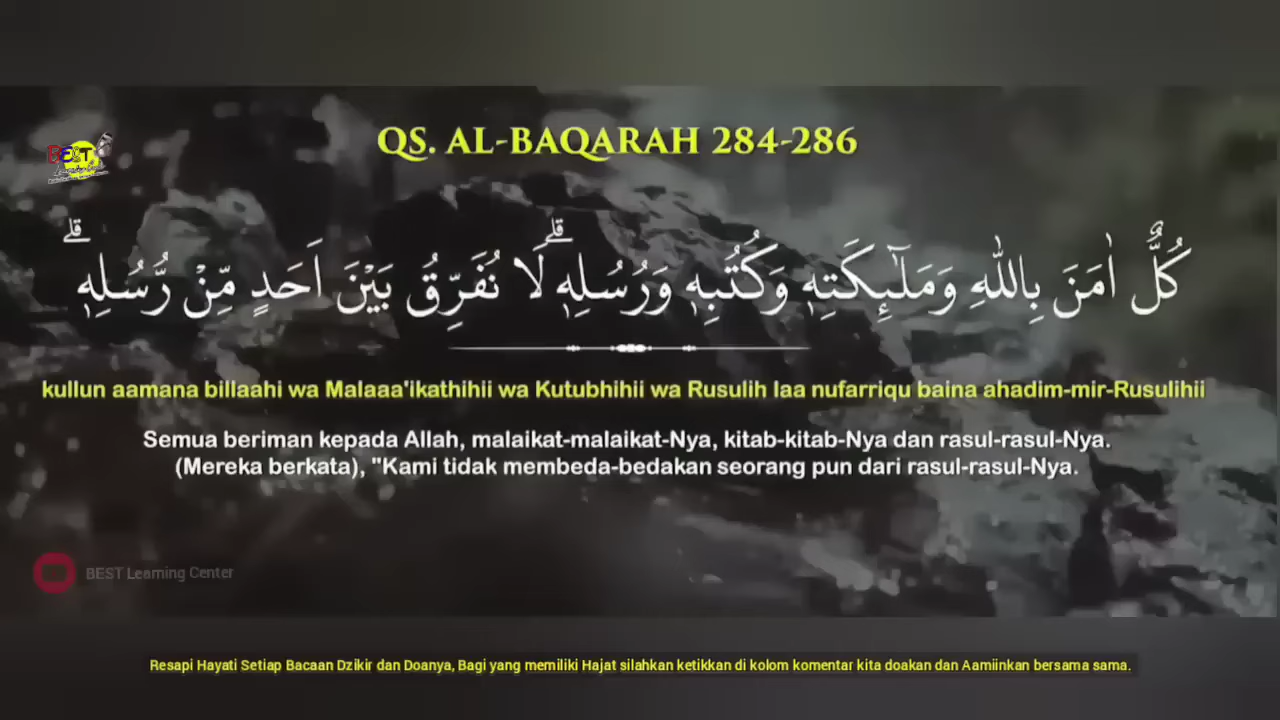 QS. AL-BAQARAH 284-286
BEST
كُلٌّ اٰمَنَ بِاللّٰهِ وَمَلٰۤىِٕكَتِهٖ وَكُتُبِهٖ وَرُسُلِهٖۗ لَا نُفَرِّقُ بَيْنَ اَحَدٍ مِّنْ رُّسُلِهٖۗ
kullun aamana billaahi wa Malaaa'ikathihii wa Kutubhihii wa Rusulih laa nufarriqu baina ahadim-mir-Rusulihii
Semua beriman kepada Allah, malaikat-malaikat-Nya, kitab-kitab-Nya dan rasul-rasul-Nya.
(Mereka berkata), "Kami tidak membeda-bedakan seorang pun dari rasul-rasul-Nya.
BEST Learning Center
Resapi Hayati Setiap Bacaan Dzikir dan Doanya, Bagi yang memiliki Hajat silahkan ketikkan di kolom komentar kita doakan dan Aamiinkan bersama sama.